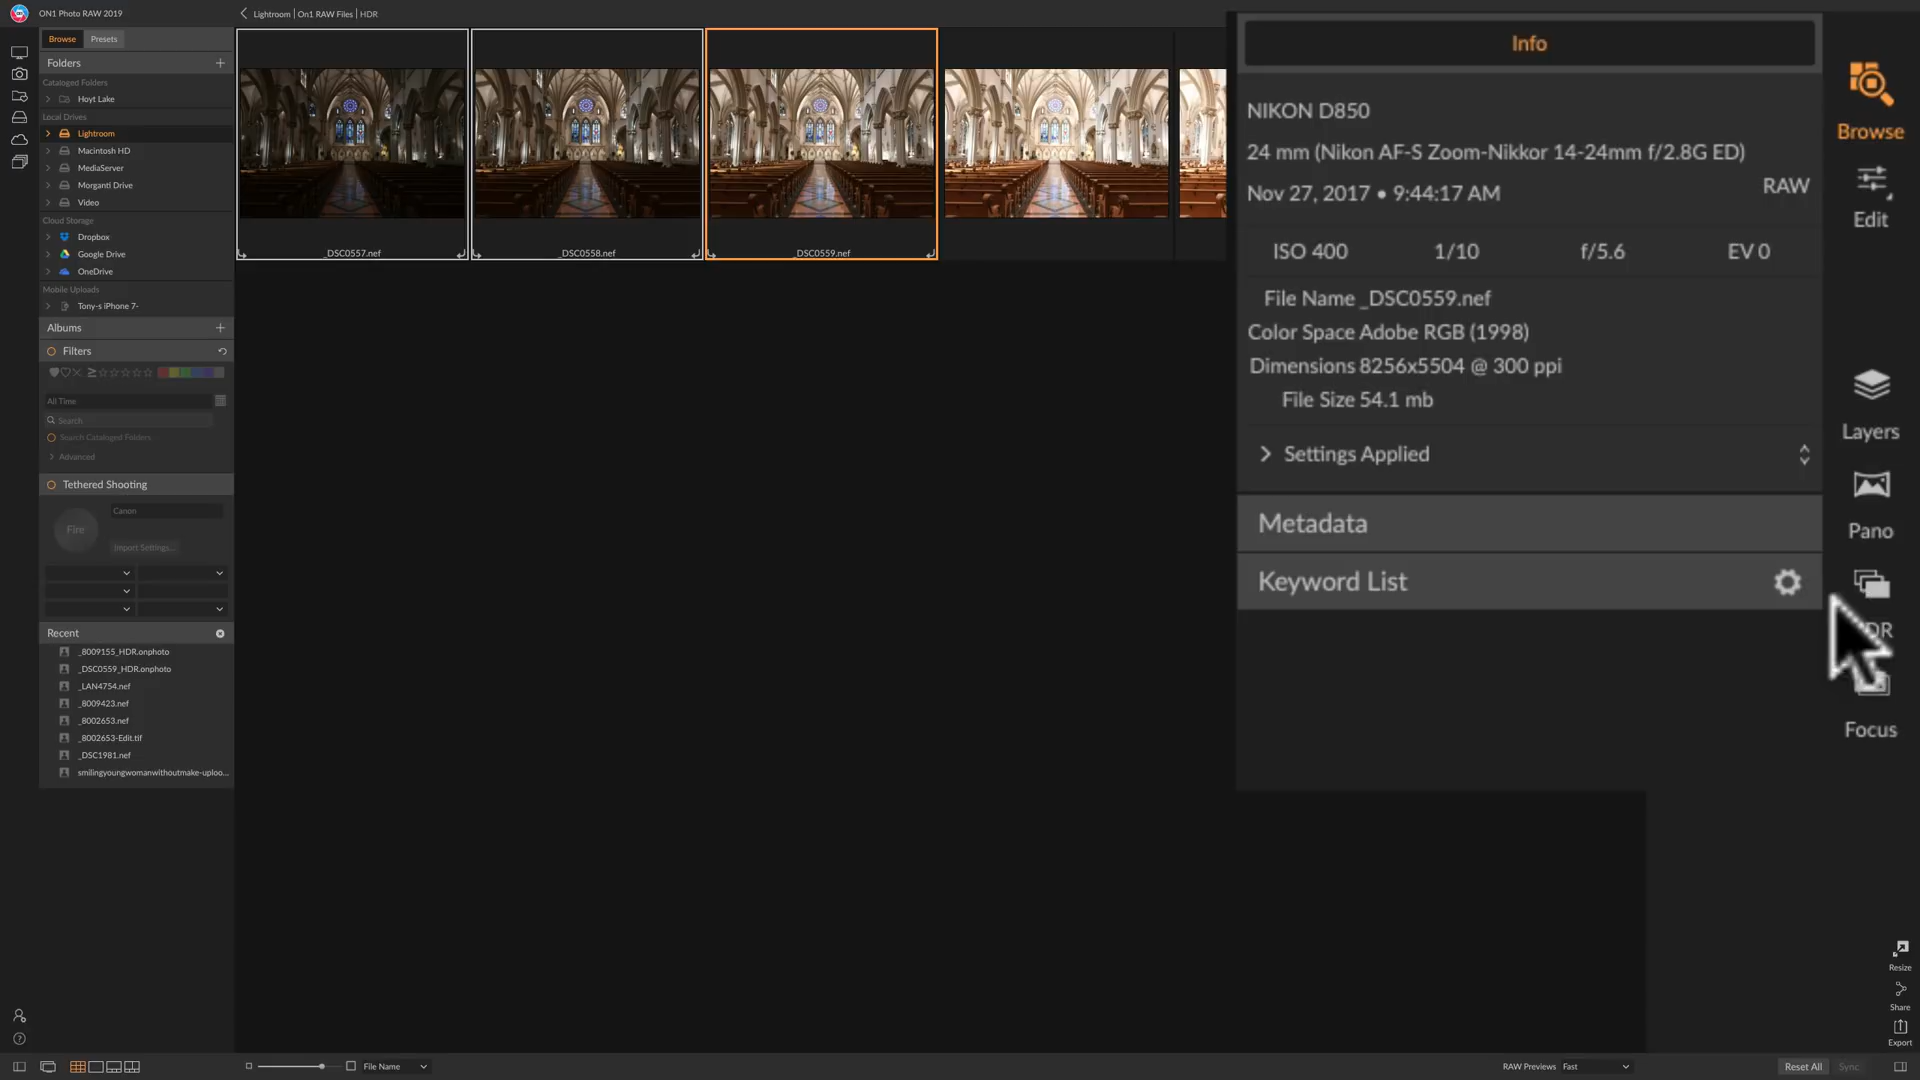 ON1 Photo RAW 2019
Lightroom | On1 RAW Files | HDR
Browse
Presets
Folders
Cataloged Folders
Hoyt Lake
Local Drives
Lightroom
Macintosh HD
MediaServer
Morganti Drive
Video
Cloud Storage
Dropbox
Google Drive
OneDrive
Mobile Uploads
Tony-s iPhone 7-
Albums
Filters
All Time
Search
Search Cataloged Folders
Advanced
Tethered Shooting
Canon
Fire
Import Settings...
Recent
_8009155_HDR.onphoto
_DSC0559_HDR.onphoto
_LAN4754.nef
_8009423.nef
_8002653.nef
_8002653-Edit.tif
_DSC1981.nef
smilingyoungwomanwithoutmake-uploo...
_DSC0557.nef
_DSC0558.nef
_DSC0559.nef
Info
NIKON D850
24 mm (Nikon AF-S Zoom-Nikkor 14-24mm f/2.8G ED)
Nov 27, 2017 • 9:44:17 AM
RAW
ISO 400 1/10 f/5.6 EV 0
File Name _DSC0559.nef
Color Space Adobe RGB (1998)
Dimensions 8256x5504 @ 300 ppi
File Size 54.1 mb
Settings Applied
Metadata
Keyword List
Browse
Edit
Layers
Pano
Focus
Resize
Share
Export
File Name
RAW Previews Fast
Reset All
Sync